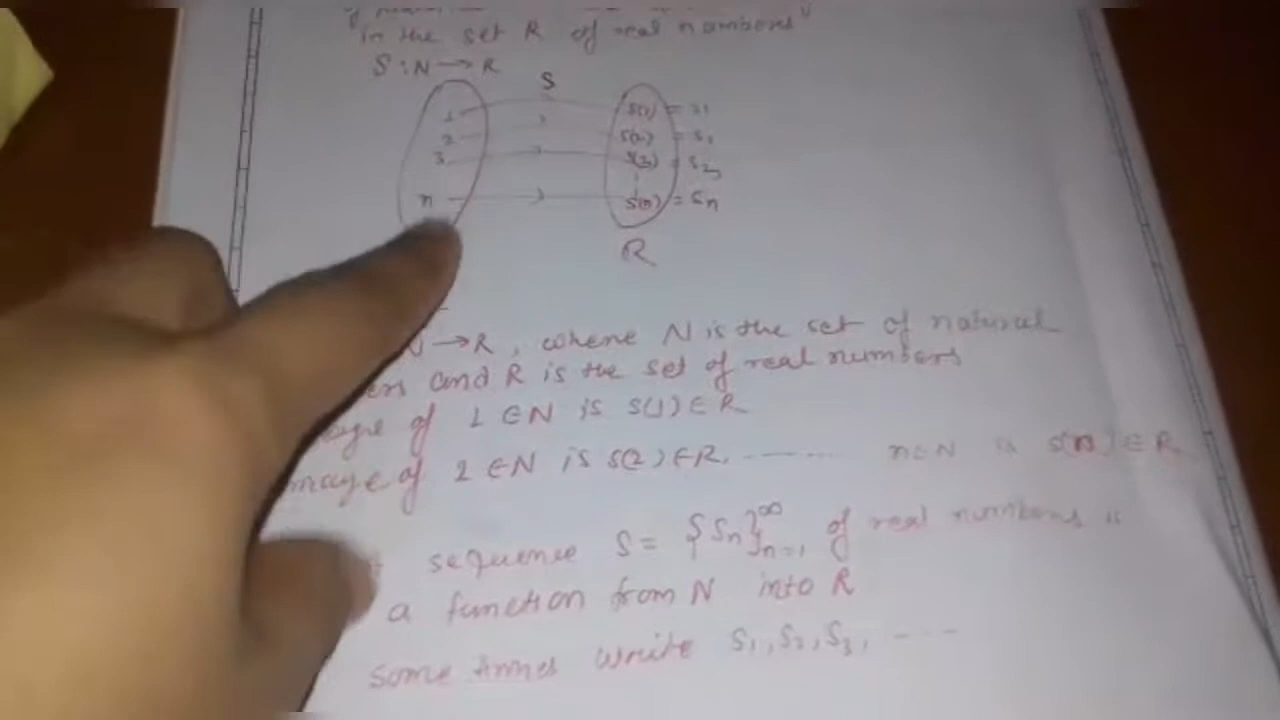 in the set R of real numbers"
S : N → R
S
1 S(1) = S1
2 S(2) = S1
3 S(3) = S2,
n S(n) = Sn
R
N → R, where N is the set of natural
and R is the set of real numbers
of 1 ∈ N is S(1) ∈ R
of 2 ∈ N is S(2) ∈ R. ------ n ∈ N is S(n) ∈ R
sequence S = {Sn}∞n=1 of real numbers is
a function from N into R
some times write S1, S2, S3, ----